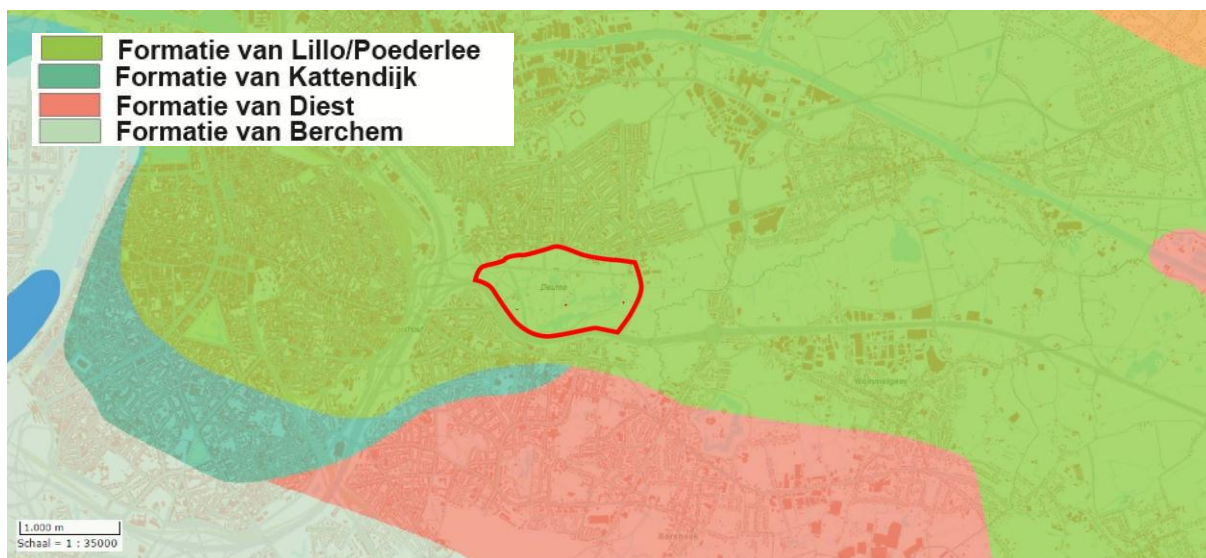 Formatie van Lillo/Poederlee
Formatie van Kattendijk
Formatie van Diest
Formatie van Berchem
Deurne
Wommelgem
Borsbeek
1.000 m
Schaal = 1 : 35000